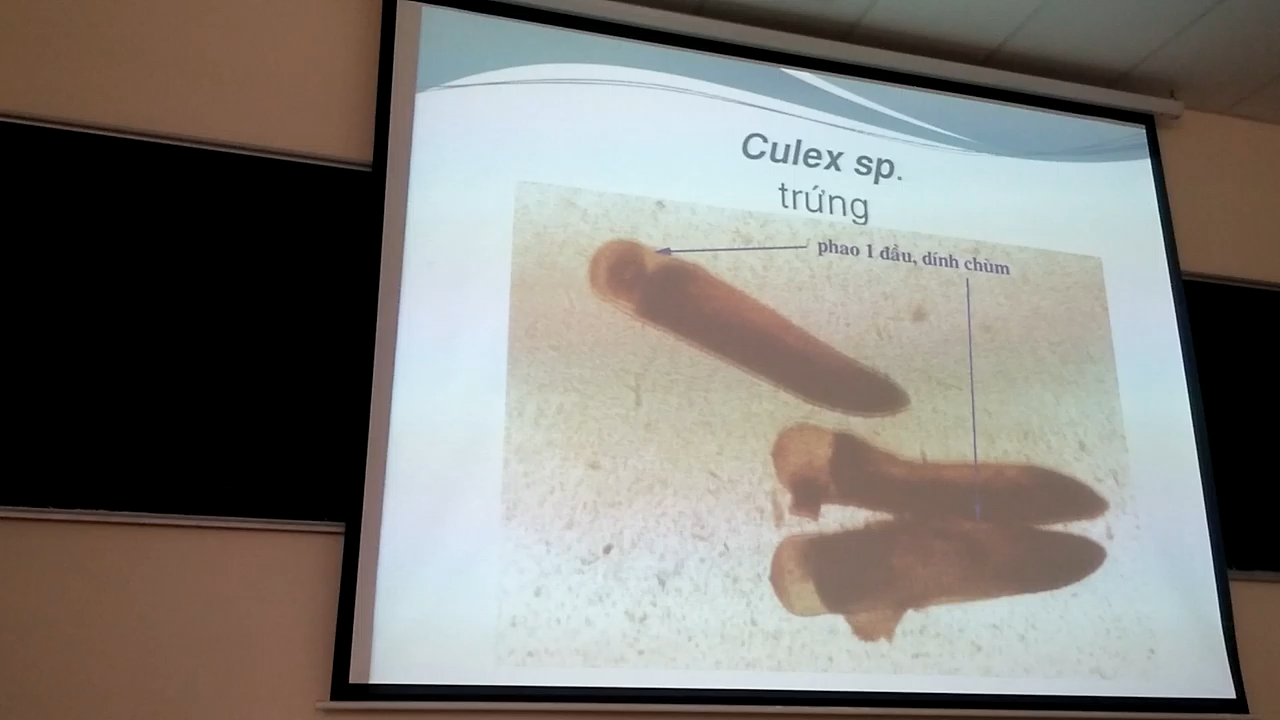 Culex sp.
trứng
phao 1 đầu, dính chùm